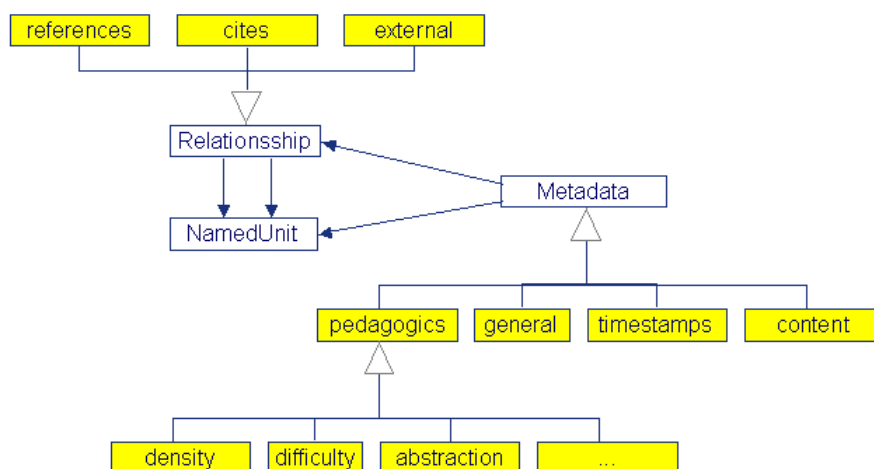 references cites external
Relationsship
Metadata
NamedUnit
pedagogics general timestamps content
density difficulty abstraction ...